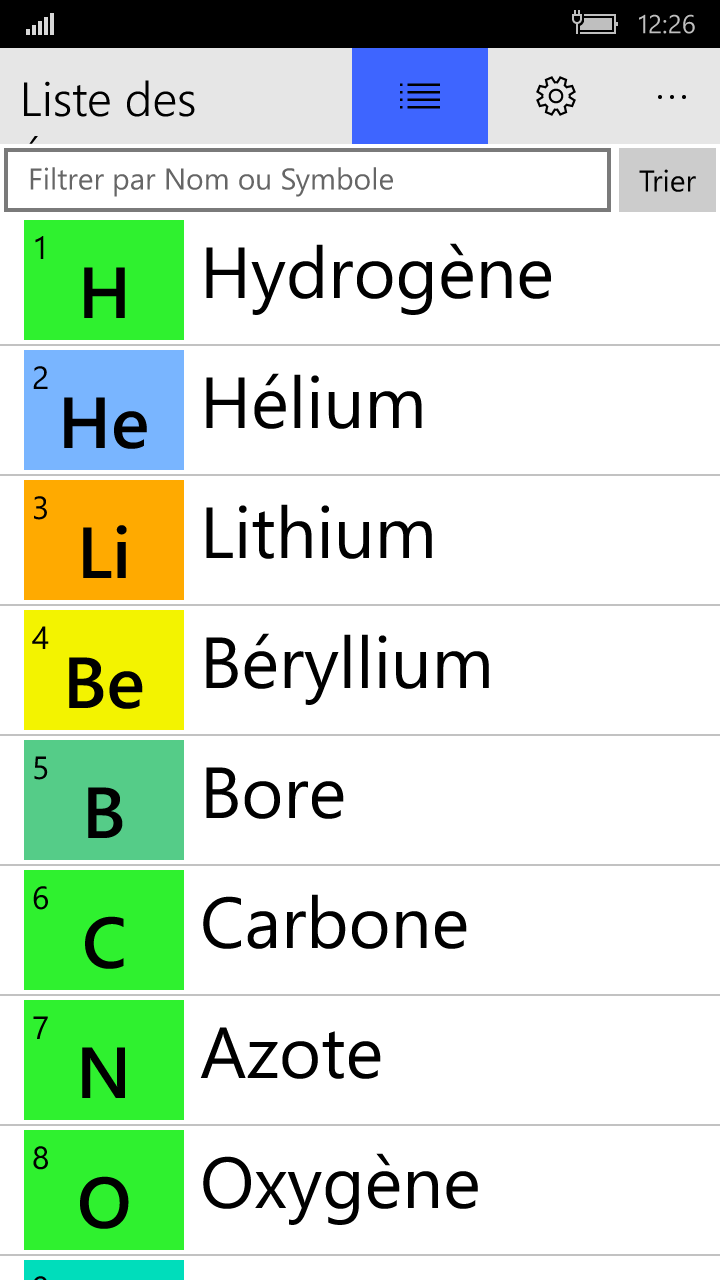 12:26
Liste des
Filtrer par Nom ou Symbole
Trier
1
H
Hydrogène
2
He
Hélium
3
Li
Lithium
4
Be
Béryllium
5
B
Bore
6
C
Carbone
7
N
Azote
8
O
Oxygène